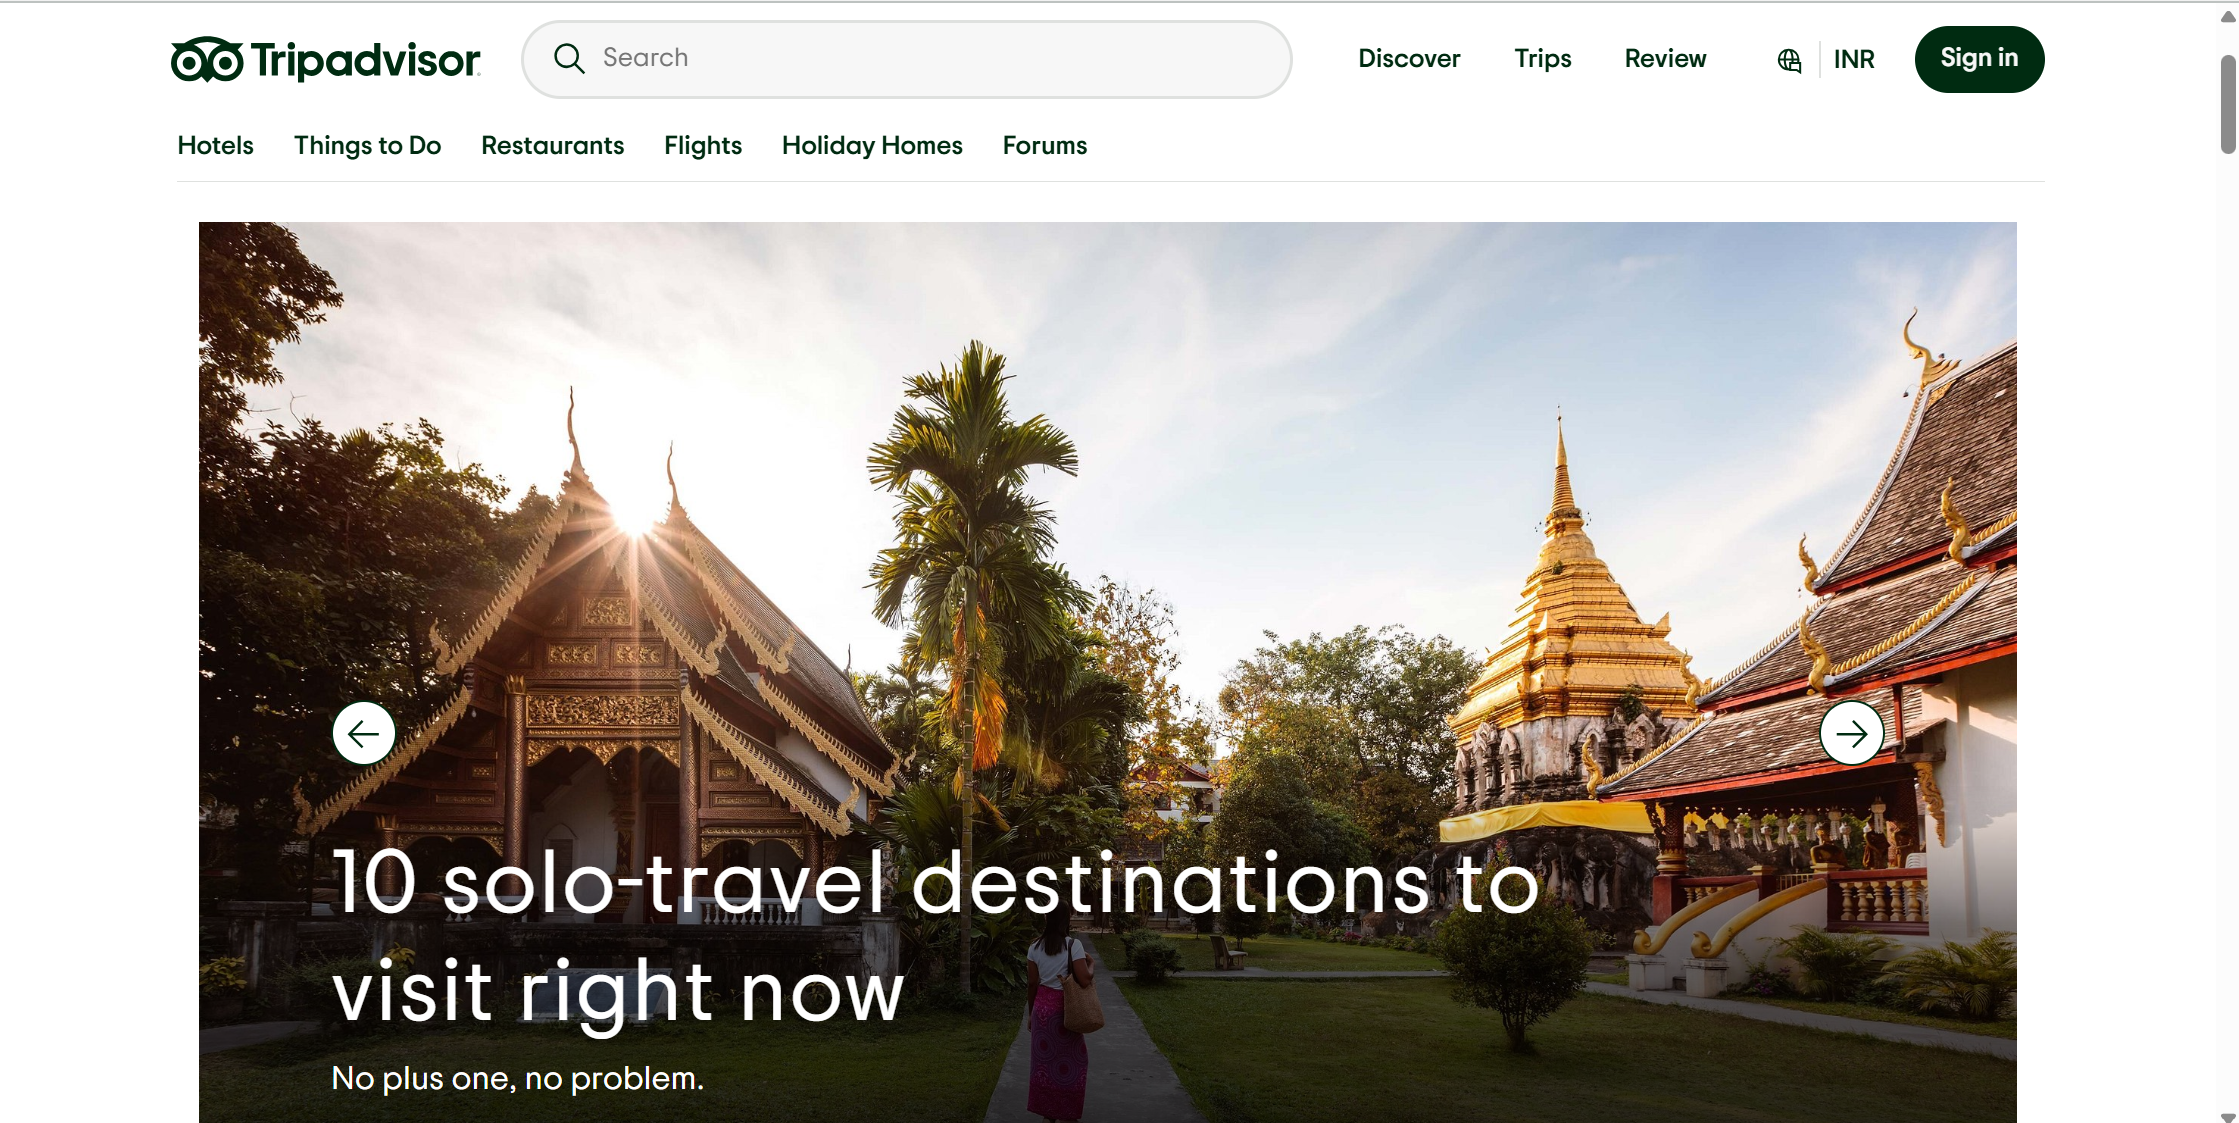 Tripadvisor
Search
Discover
Trips
Review
INR
Sign in
Hotels
Things to Do
Restaurants
Flights
Holiday Homes
Forums
10 solo-travel destinations to
visit right now
No plus one, no problem.